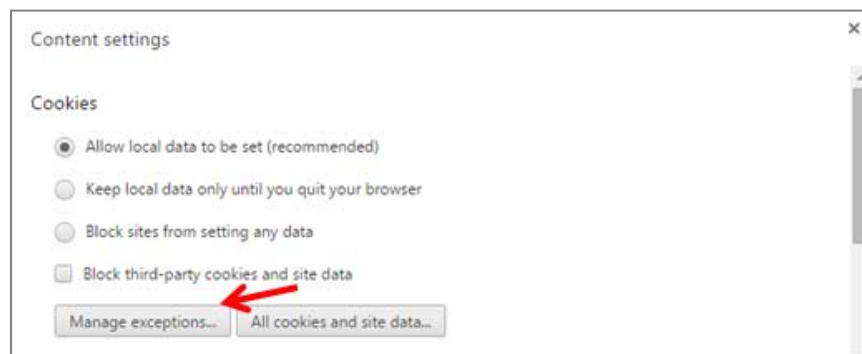 Content settings
Cookies
Allow local data to be set (recommended)
Keep local data only until you quit your browser
Block sites from setting any data
Block third-party cookies and site data
Manage exceptions... All cookies and site data...